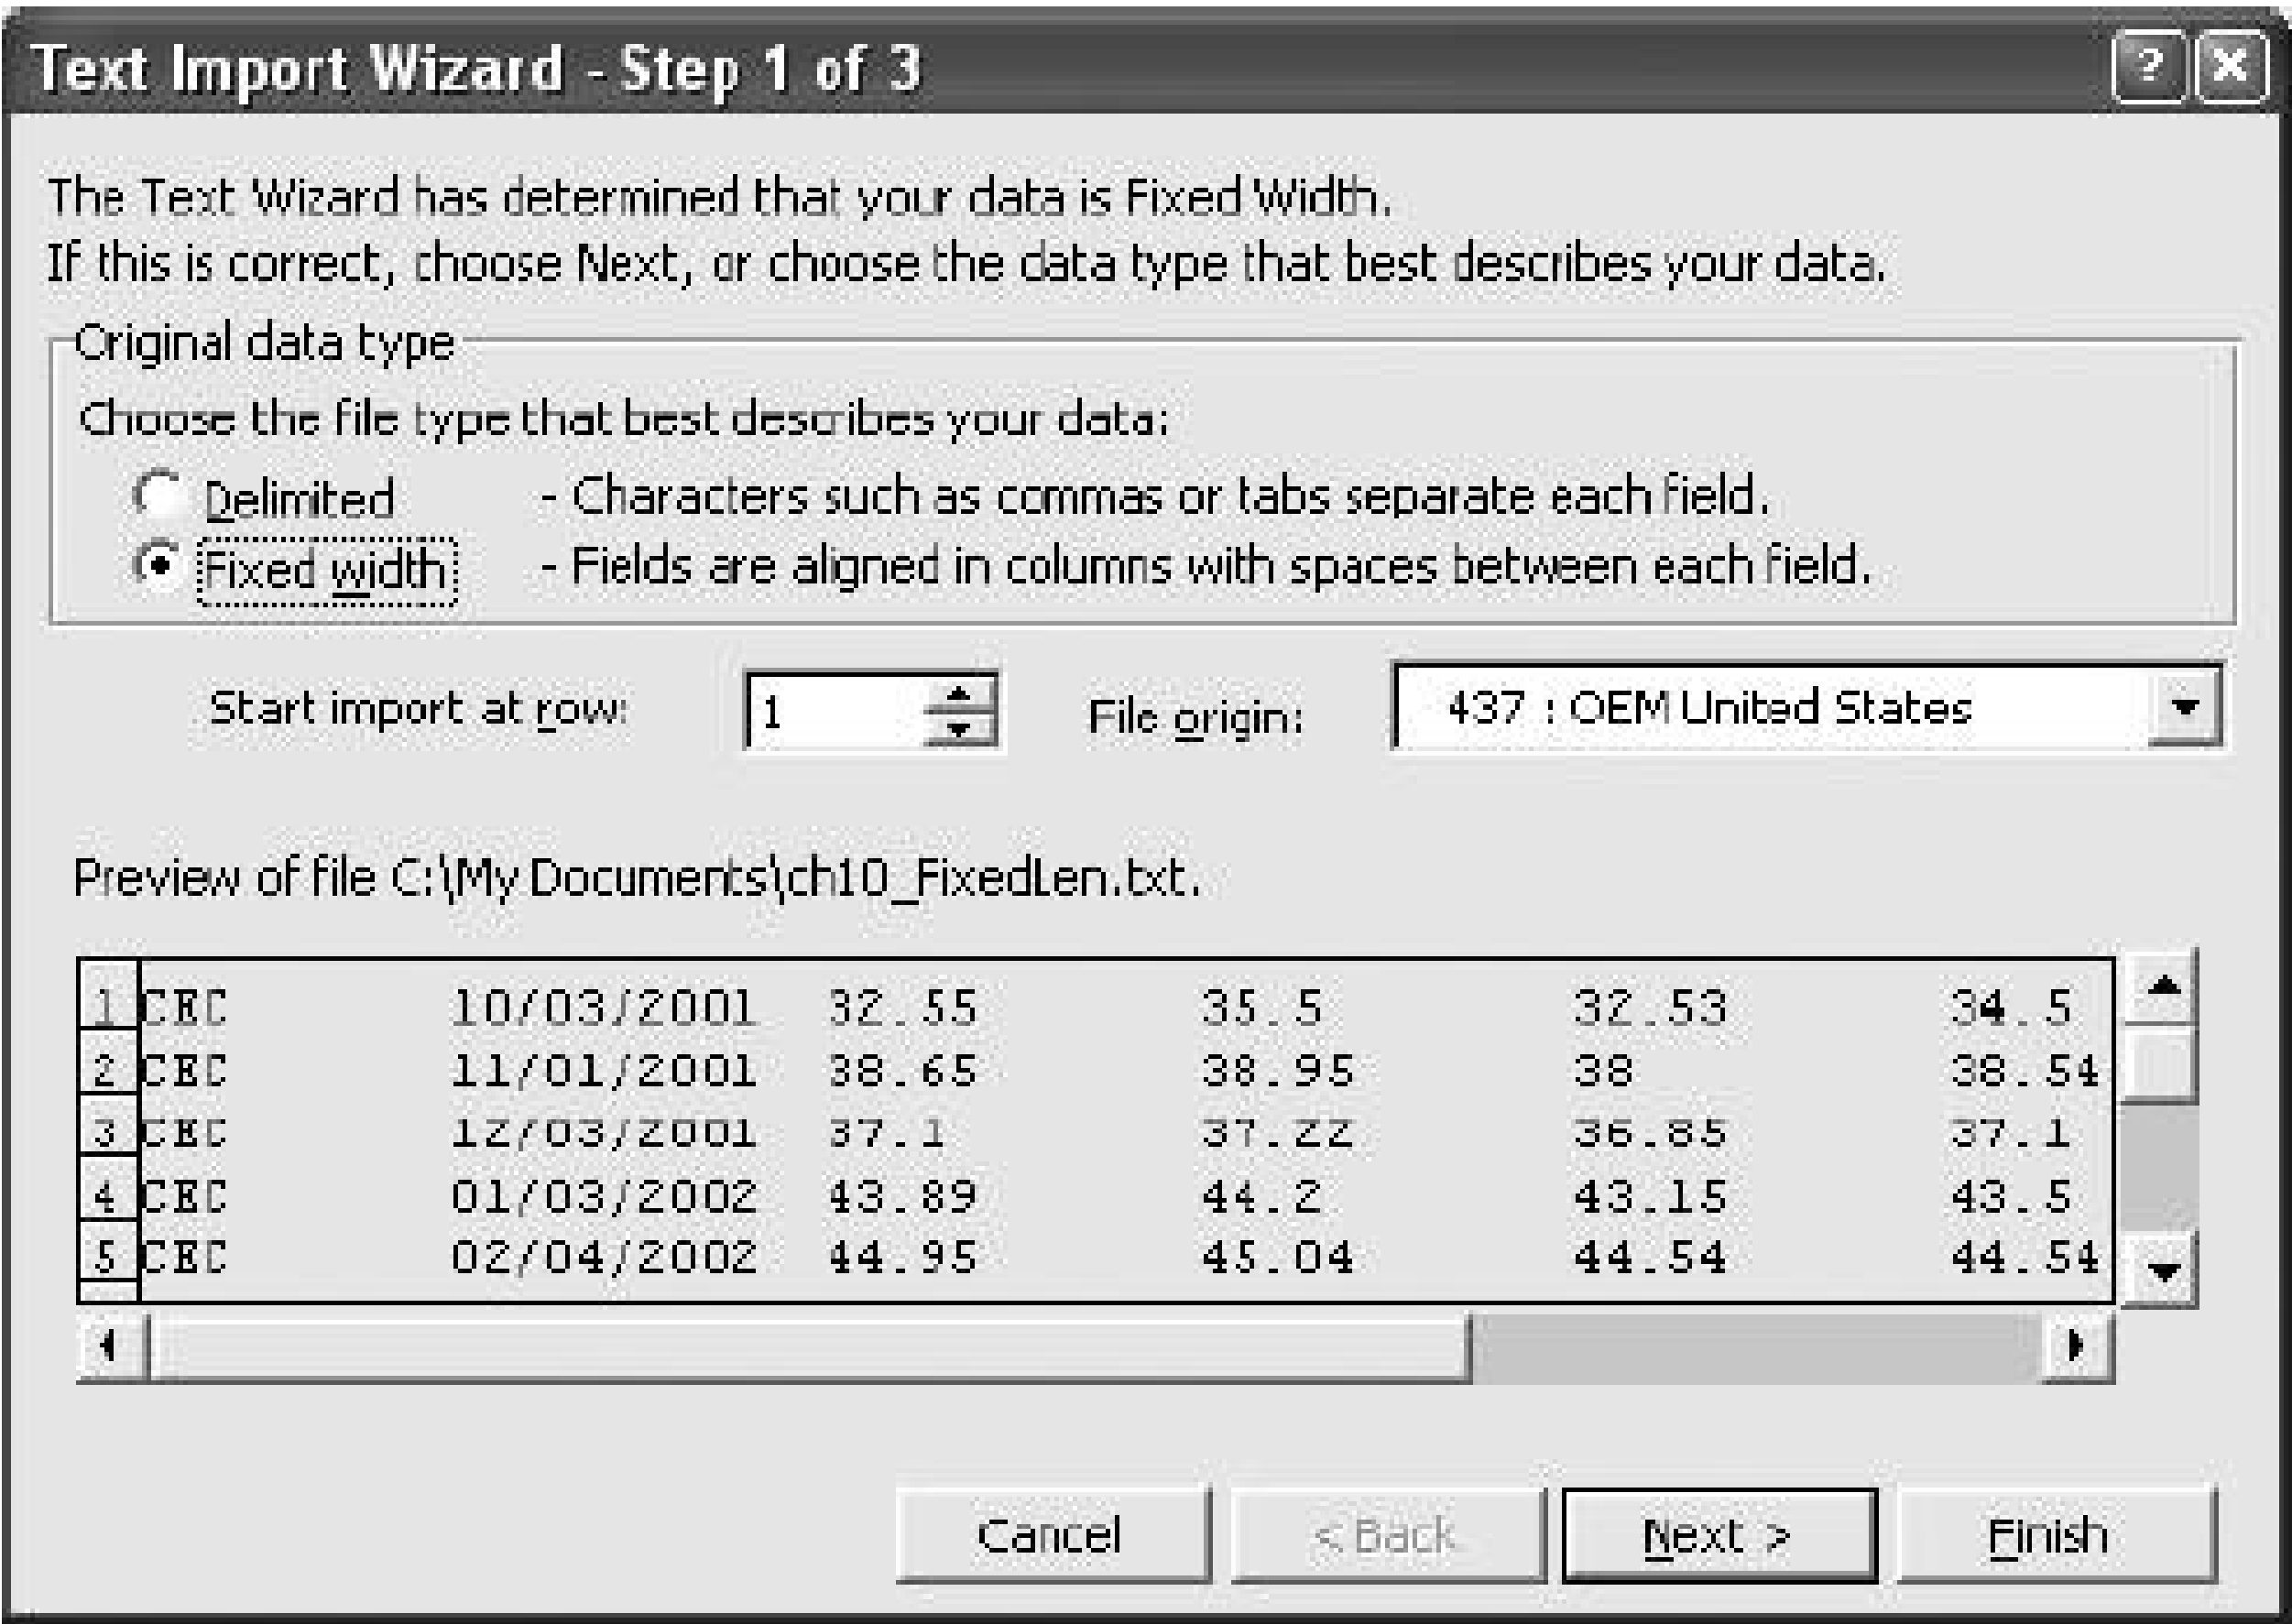 Text Import Wizard - Step 1 of 3
The Text Wizard has determined that your data is Fixed Width.
If this is correct, choose Next, or choose the data type that best describes your data.
Original data type
Choose the file type that best describes your data:
Delimited - Characters such as commas or tabs separate each field.
Fixed width - Fields are aligned in columns with spaces between each field.
Start import at row: 1 File origin: 437 : OEM United States
Preview of file C:\My Documents\ch10_FixedLen.txt.
1 CEC 10/03/2001 32.55 35.5 32.53 34.5
2 CEC 11/01/2001 38.65 38.95 38 38.54
3 CEC 12/03/2001 37.1 37.22 36.85 37.1
4 CEC 01/03/2002 43.89 44.2 43.15 43.5
5 CEC 02/04/2002 44.95 45.04 44.54 44.54
Cancel < Back Next > Finish